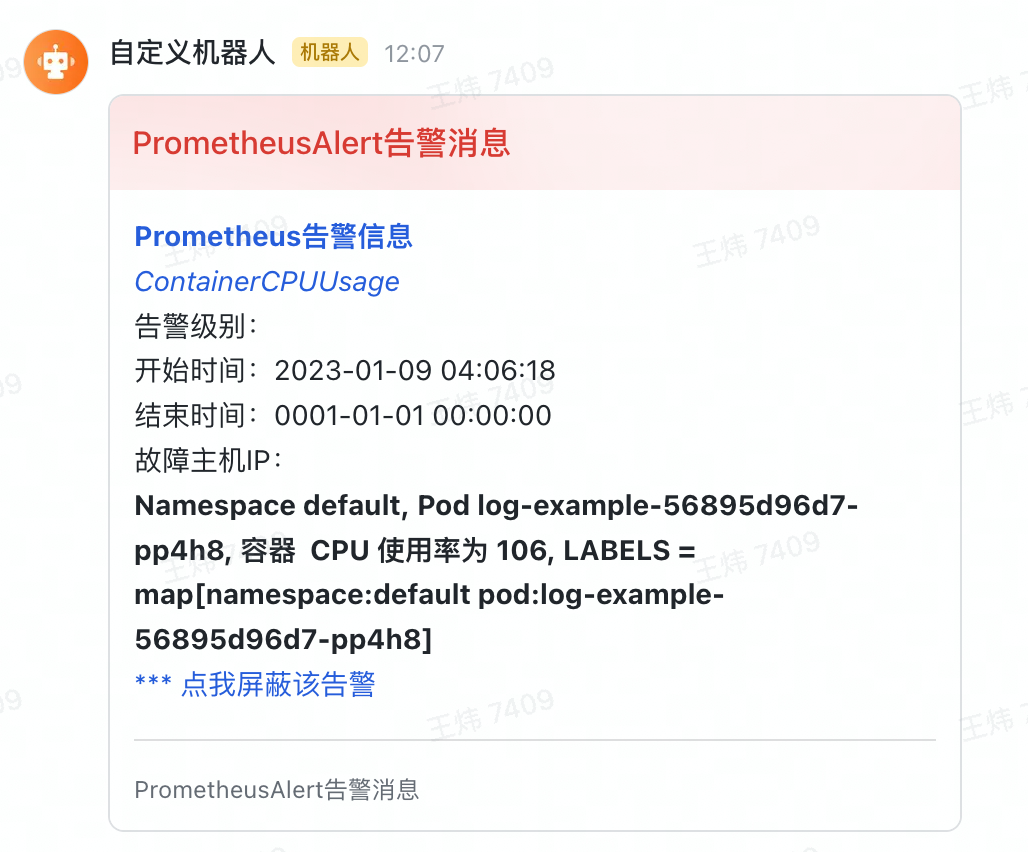 自定义机器人 机器人 12:07
PrometheusAlert告警消息
Prometheus告警信息
ContainerCPUUsage
告警级别：
开始时间：2023-01-09 04:06:18
结束时间：0001-01-01 00:00:00
故障主机IP：
Namespace default, Pod log-example-56895d96d7-
pp4h8, 容器 CPU 使用率为 106, LABELS =
map[namespace:default pod:log-example-
56895d96d7-pp4h8]
*** 点我屏蔽该告警
PrometheusAlert告警消息
王炜 7409